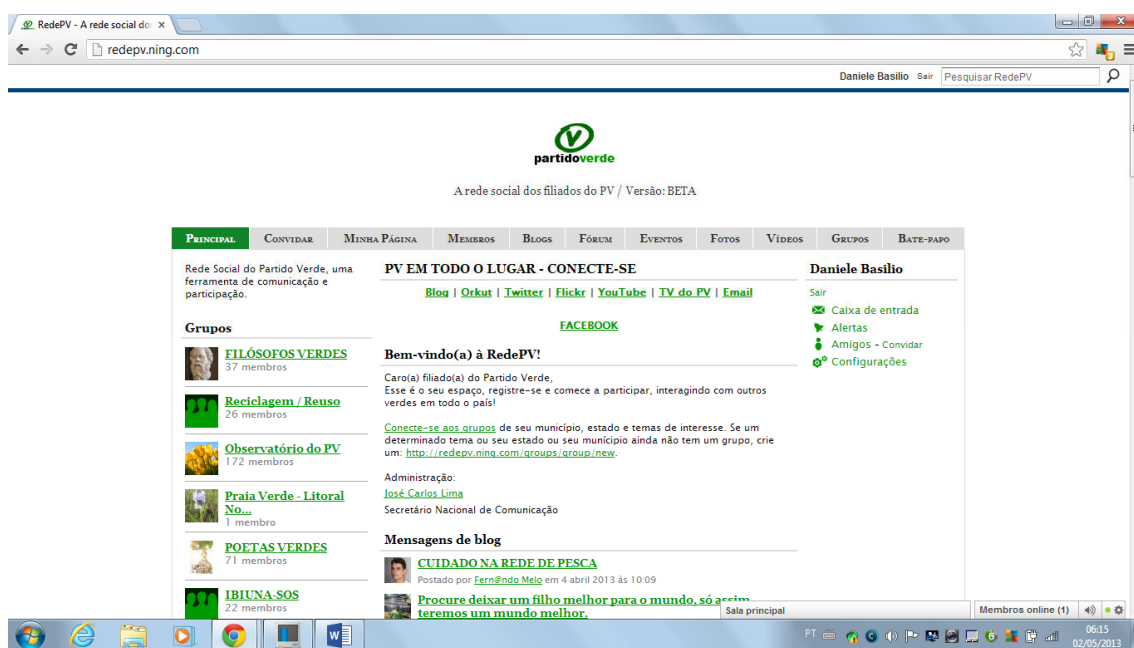 RedePV - A rede social do
redepv.ning.com
Daniele Basilio Sair Pesquisar RedePV
partidoverde
A rede social dos filiados do PV / Versão: BETA
Principal Convidar Minha Página Membros Blogs Fórum Eventos Fotos Vídeos Grupos Bate-papo
Rede Social do Partido Verde, uma
ferramenta de comunicação e
participação.
Grupos
FILÓSOFOS VERDES
37 membros
Reciclagem / Reuso
26 membros
Observatório do PV
172 membros
Praia Verde - Litoral
No...
1 membro
POETAS VERDES
71 membros
IBIUNA-SOS
22 membros
PV EM TODO O LUGAR - CONECTE-SE
Blog | Orkut | Twitter | Flickr | YouTube | TV do PV | Email
FACEBOOK
Bem-vindo(a) à RedePV!
Caro(a) filiado(a) do Partido Verde,
Esse é o seu espaço, registre-se e comece a participar, interagindo com outros
verdes em todo o país!
Conecte-se aos grupos de seu município, estado e temas de interesse. Se um
determinado tema ou seu estado ou seu munícipio ainda não tem um grupo, crie
um: http://redepv.ning.com/groups/group/new.
Administração:
José Carlos Lima
Secretário Nacional de Comunicação
Mensagens de blog
CUIDADO NA REDE DE PESCA
Postado por Fern@ndo Melo em 4 abril 2013 às 10:09
Procure deixar um filho melhor para o mundo, só assim
teremos um mundo melhor.
Daniele Basilio
Sair
Caixa de entrada
Alertas
Amigos - Convidar
Configurações
Sala principal
Membros online (1)
PT
06:15
02/05/2013